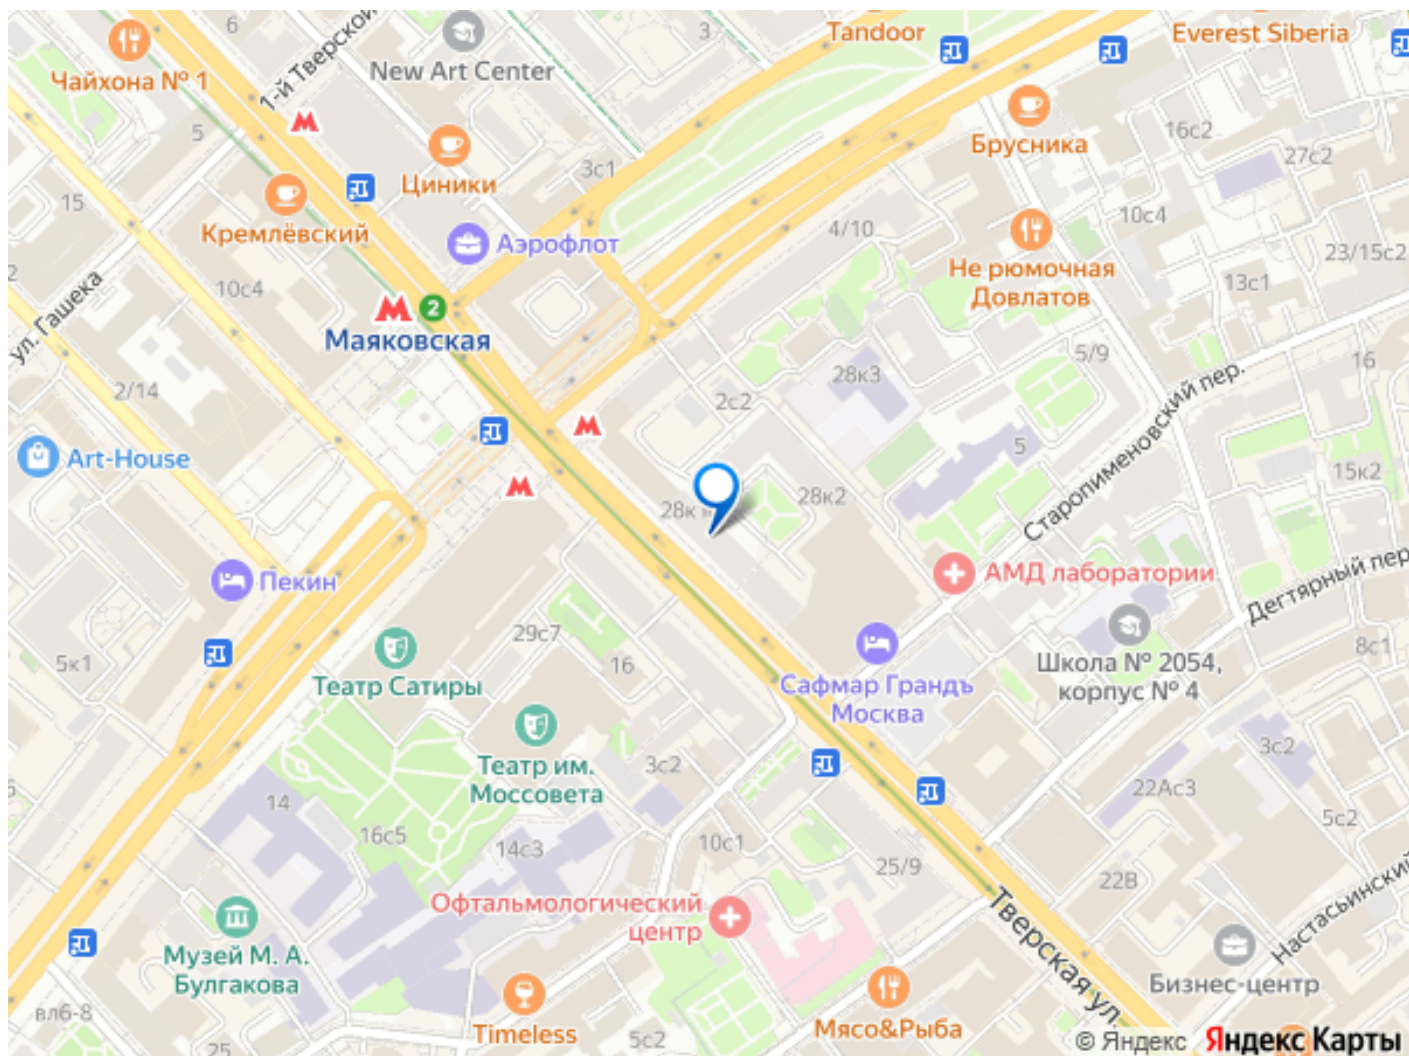 Tandoor
Everest Siberia
6
3
New Art Center
Чайхона № 1
1-й Тверской
5
Циники
3с1
Брусника
16с2
27с2
15
Кремлёвский
Аэрофлот
4/10
10с4
Не рюмочная
Довлатов
23/15с2
13с1
2
10с4
ул. Гашека
2
Маяковская
5/9
16
28к3
2/14
2с2
Art-House
5
Старопименовский пер.
15к2
28к
28к2
Пекин
АМД лаборатории
Дегтярный пер
29с7
16
5к1
Театр Сатиры
Сафмар Грандъ
Москва
Школа № 2054,
корпус № 4
8с1
Театр им.
Моссовета
3с2
3с2
14
16с5
14с3
10с1
22Ас3
5с2
25/9
22В
Офтальмологический
центр
Тверская ул.
Настасьинский
Музей М. А.
Булгакова
Бизнес-центр
вл6-8
Timeless
Мясо&Рыба
25
5с2
© Яндекс Яндекс Карты